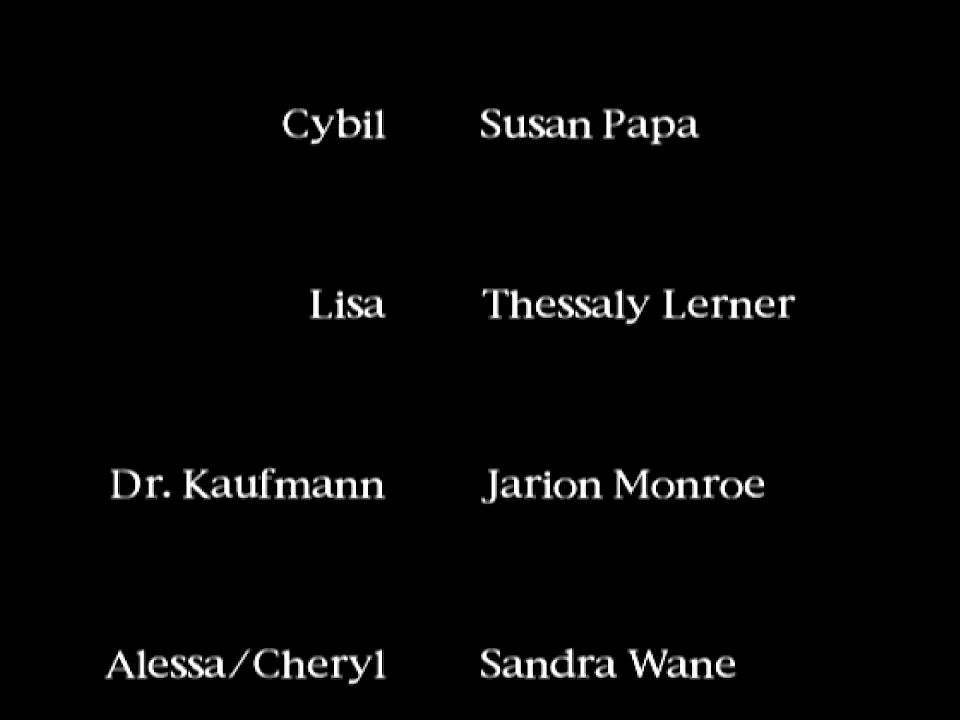 Cybil Susan Papa
Lisa Thessaly Lerner
Dr. Kaufmann Jarion Monroe
Alessa/Cheryl Sandra Wane